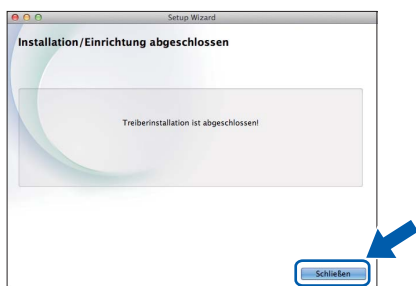 Setup Wizard
Installation/Einrichtung abgeschlossen
Treiberinstallation ist abgeschlossen!
Schließen